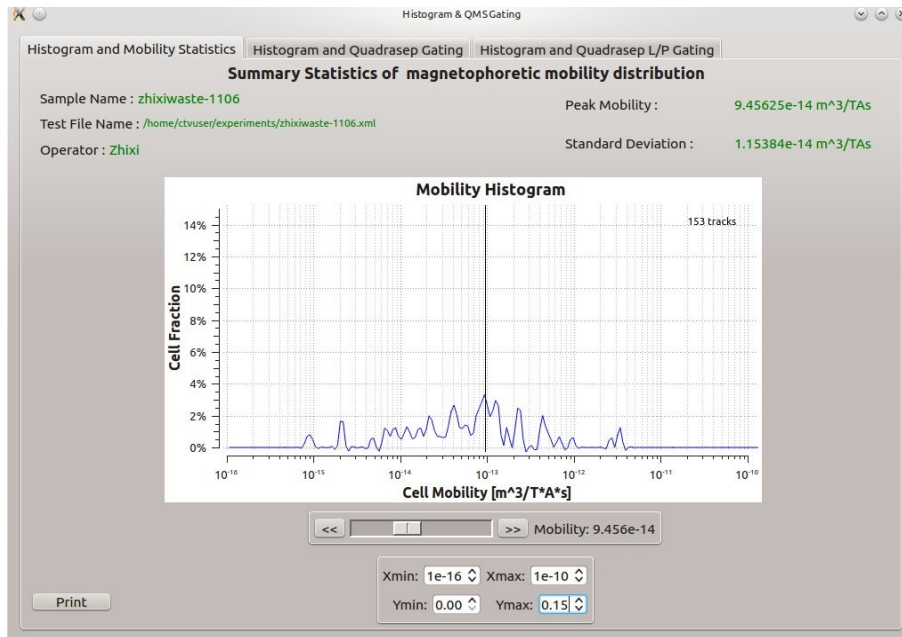 Histogram & QMSGating
Histogram and Mobility Statistics Histogram and Quadrasep Gating Histogram and Quadrasep L/P Gating
Summary Statistics of magnetophoretic mobility distribution
Sample Name : zhixiwaste-1106
Peak Mobility : 9.45625e-14 m^3/TAs
Test File Name : /home/ctvuser/experiments/zhixiwaste-1106.xml
Operator : Zhixi
Standard Deviation : 1.15384e-14 m^3/TAs
Mobility Histogram
153 tracks
14%
12%
10%
8%
6%
4%
2%
0%
Cell Fraction
10^-16 10^-15 10^-14 10^-13 10^-12 10^-11 10^-10
Cell Mobility [m^3/T*A*s]
<< >> Mobility: 9.456e-14
Xmin: 1e-16 Xmax: 1e-10
Ymin: 0.00 Ymax: 0.15
Print